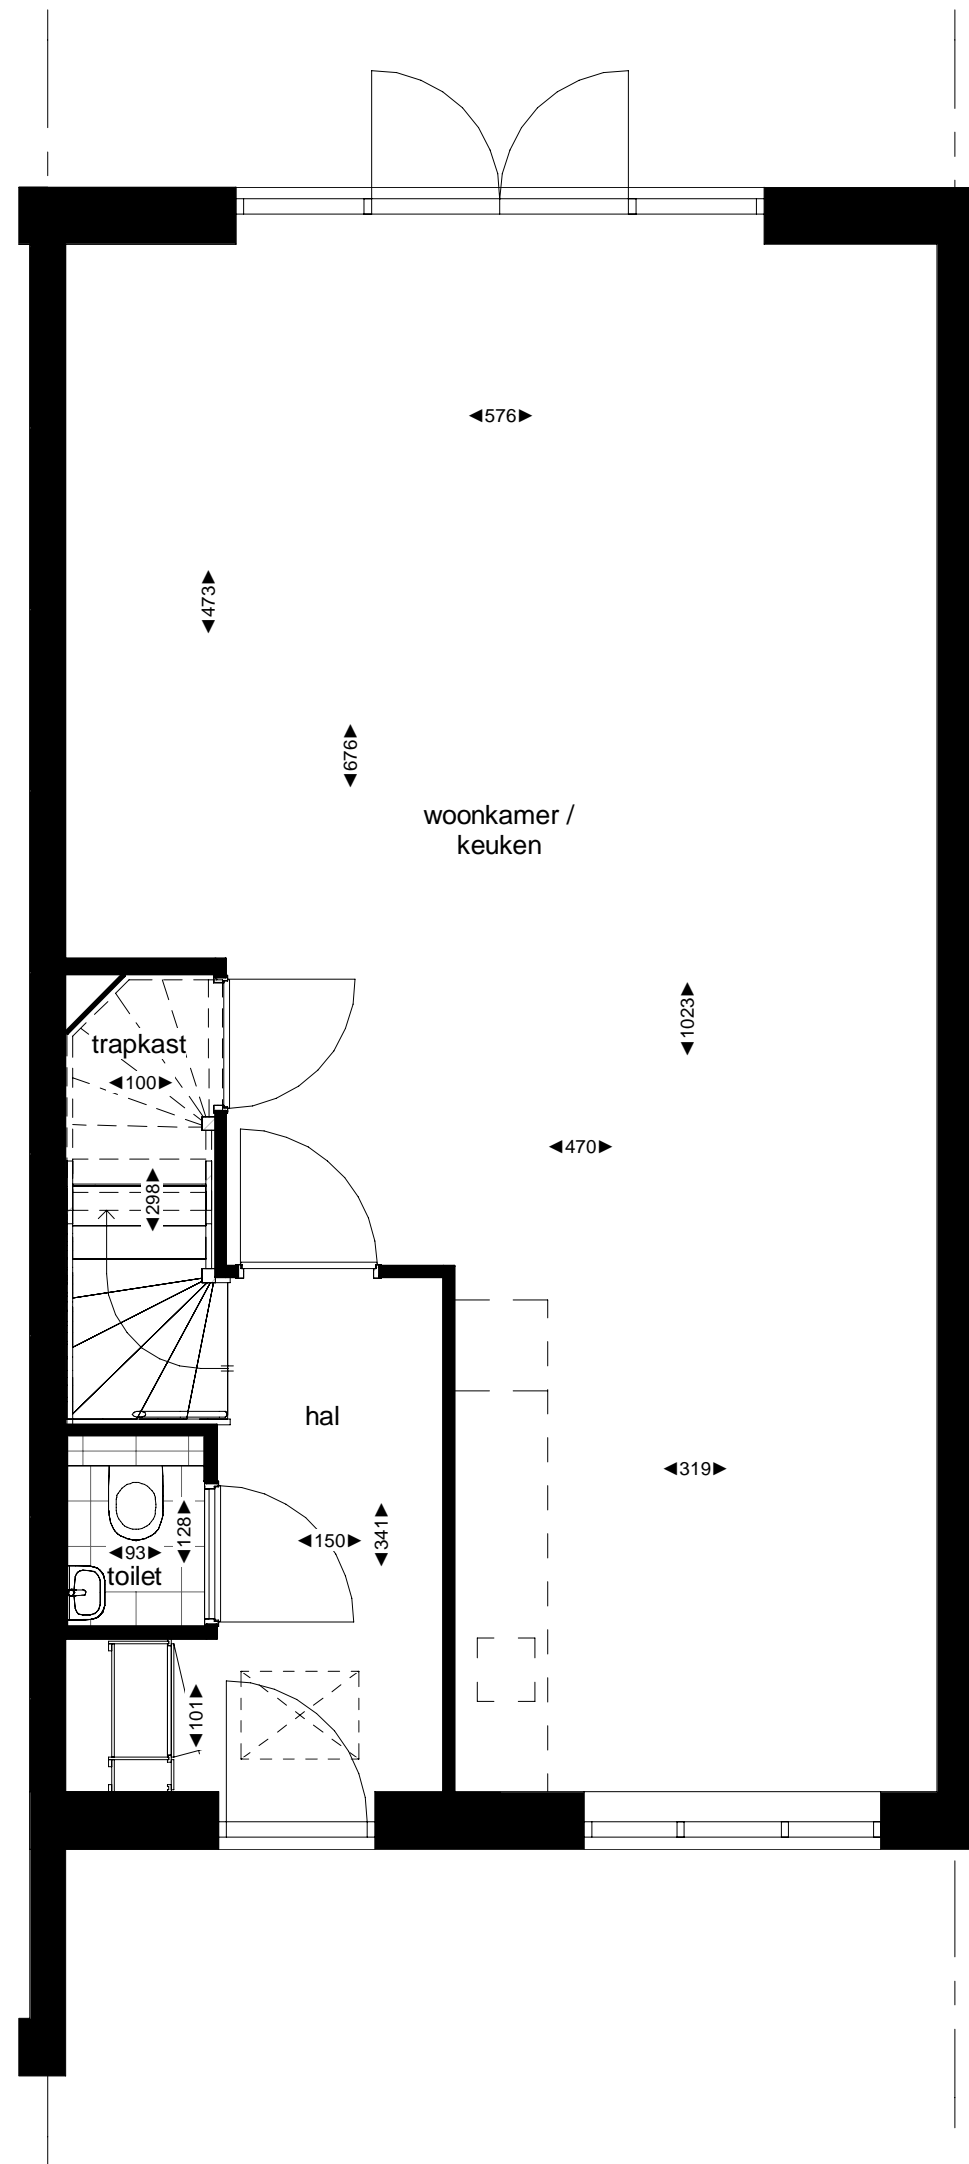 ◄576►
◄473►
◄676►
woonkamer /
keuken
◄1023►
trapkast
◄100►
◄470►
◄298►
hal
◄319►
◄128►
◄150►
◄341►
◄93►
toilet
◄101►